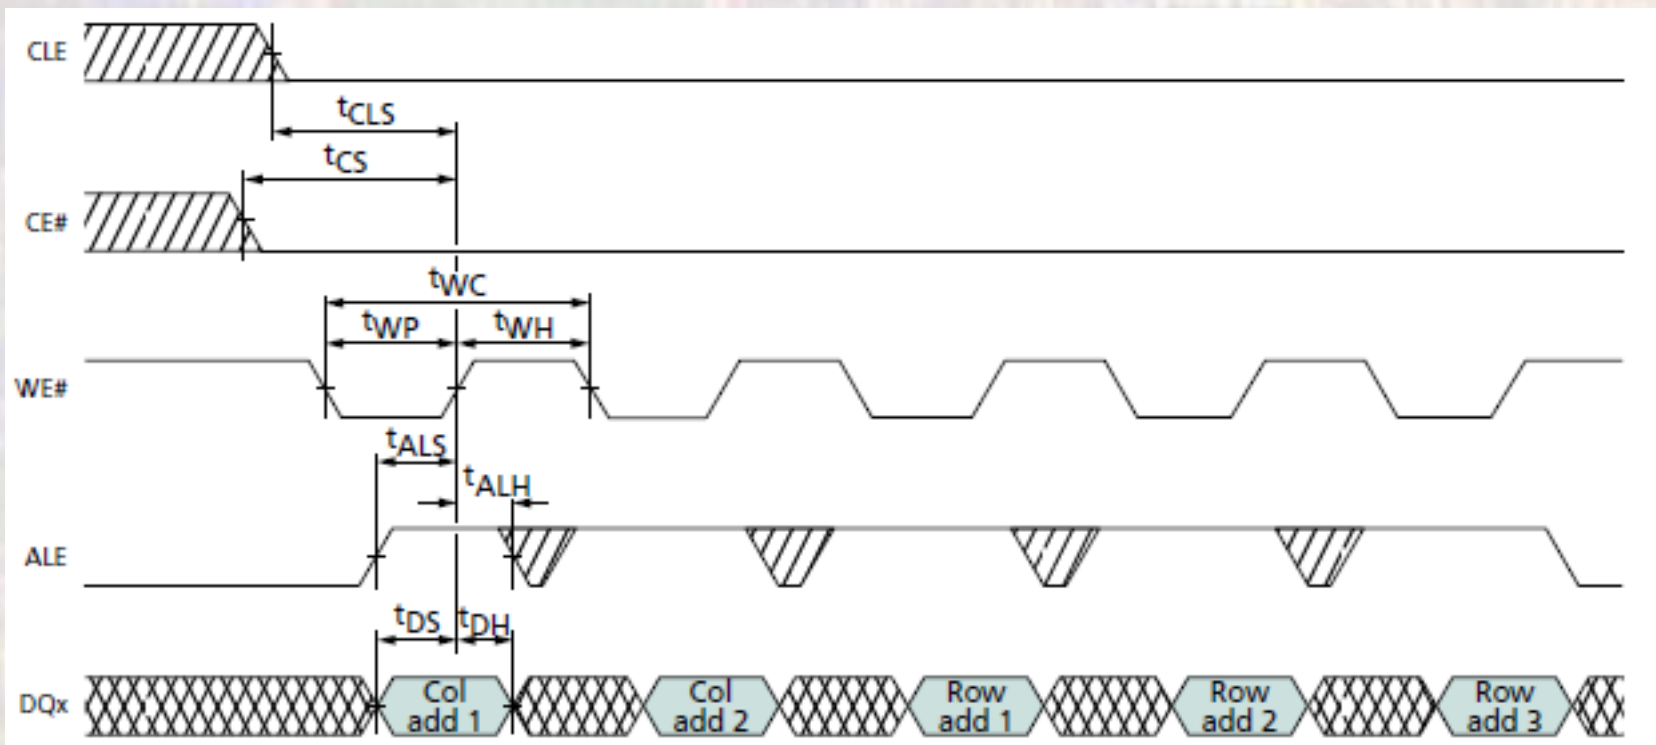 CLE
tCLS
tCS
CE#
tWC
tWP
tWH
WE#
tALS
tALH
ALE
tDS
tDH
DQx
Col add 1
Col add 2
Row add 1
Row add 2
Row add 3